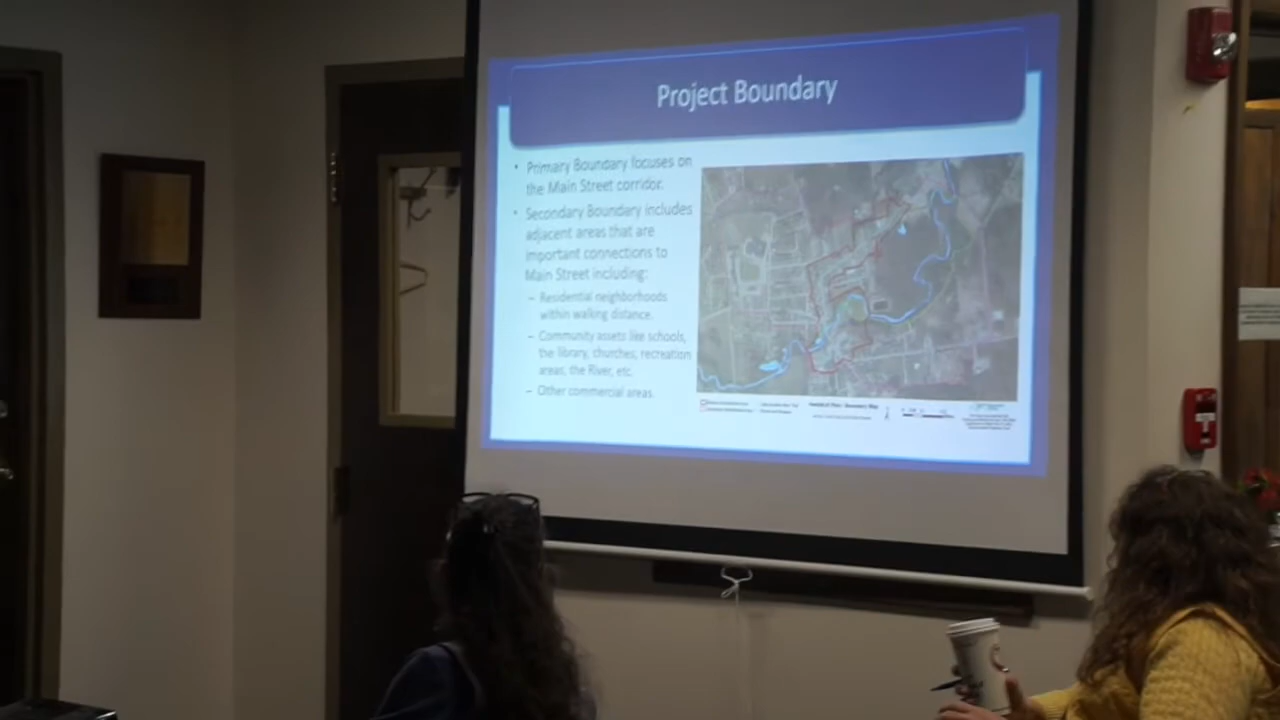 Project Boundary
• Primary Boundary focuses on
the Main Street corridor.
• Secondary Boundary includes
adjacent areas that are
important connections to
Main Street including:
– Residential neighborhoods
within walking distance.
– Community assets like schools,
the library, churches, recreation
areas, the River, etc.
– Other commercial areas.